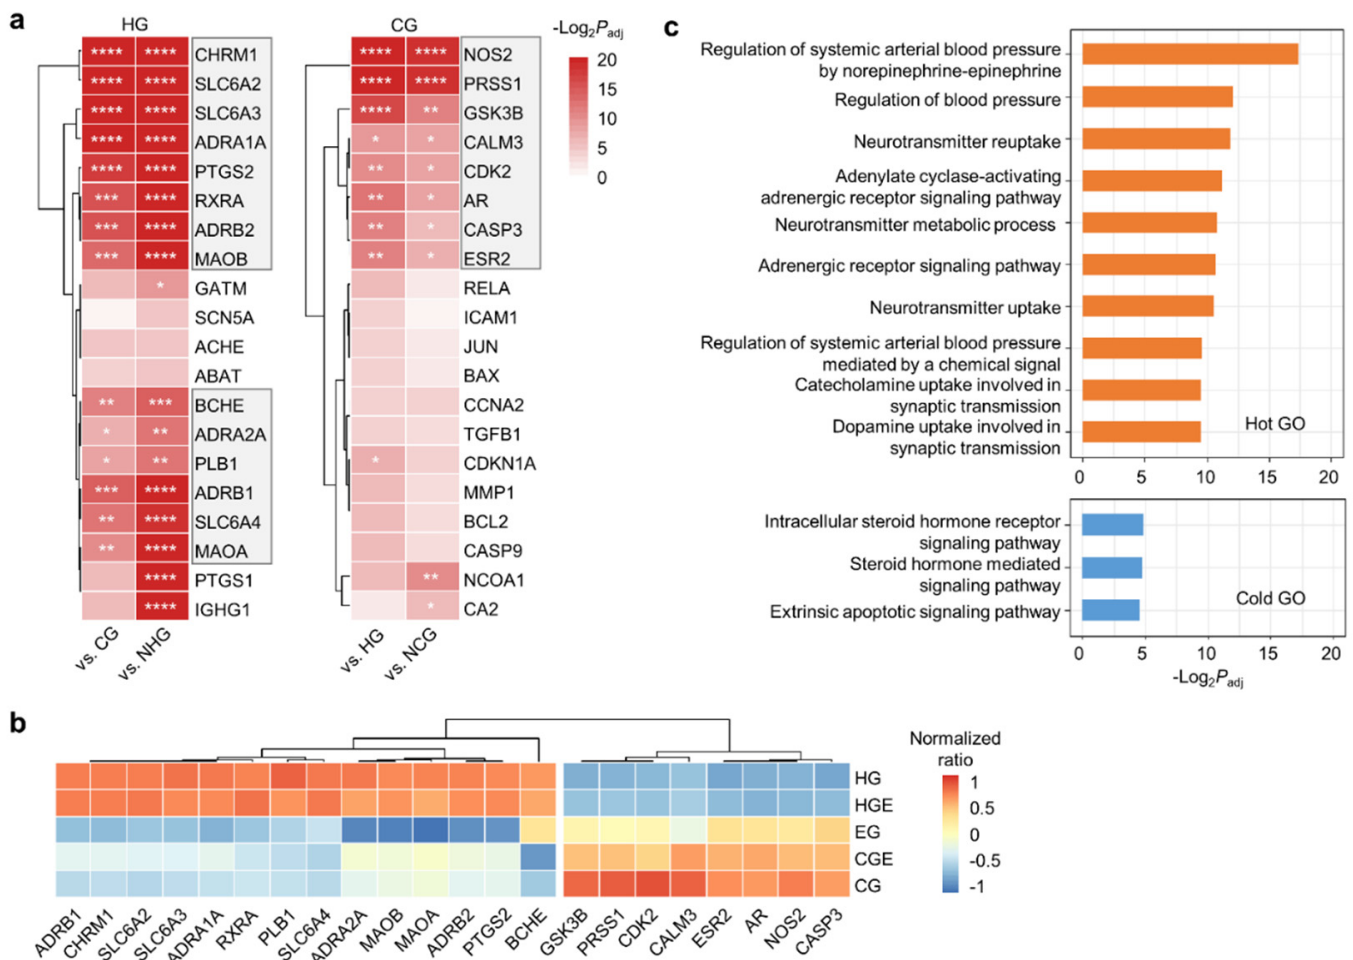 a
HG
CG
-Log2Padj
20
15
10
5
0
**** **** CHRM1
**** **** SLC6A2
**** **** SLC6A3
**** **** ADRA1A
**** **** PTGS2
*** **** RXRA
*** **** ADRB2
*** **** MAOB
* GATM
SCN5A
ACHE
ABAT
** *** BCHE
* ** ADRA2A
* ** PLB1
*** **** ADRB1
** **** SLC6A4
** **** MAOA
**** PTGS1
**** IGHG1
vs. CG
vs. NHG
**** **** NOS2
**** **** PRSS1
**** ** GSK3B
* * CALM3
** * CDK2
** * AR
** * CASP3
** * ESR2
RELA
ICAM1
JUN
BAX
CCNA2
TGFB1
* CDKN1A
MMP1
BCL2
CASP9
** NCOA1
* CA2
vs. HG
vs. NCG
c
Regulation of systemic arterial blood pressure
by norepinephrine-epinephrine
Regulation of blood pressure
Neurotransmitter reuptake
Adenylate cyclase-activating
adrenergic receptor signaling pathway
Neurotransmitter metabolic process
Adrenergic receptor signaling pathway
Neurotransmitter uptake
Regulation of systemic arterial blood pressure
mediated by a chemical signal
Catecholamine uptake involved in
synaptic transmission
Dopamine uptake involved in
synaptic transmission
Hot GO
0 5 10 15 20
Intracellular steroid hormone receptor
signaling pathway
Steroid hormone mediated
signaling pathway
Extrinsic apoptotic signaling pathway
Cold GO
0 5 10 15 20
-Log2Padj
b
HG
HGE
EG
CGE
CG
ADRB1
CHRM1
SLC6A2
SLC6A3
ADRA1A
RXRA
PLB1
SLC6A4
ADRA2A
MAOB
MAOA
ADRB2
PTGS2
BCHE
GSK3B
PRSS1
CDK2
CALM3
ESR2
AR
NOS2
CASP3
Normalized
ratio
1
0.5
0
-0.5
-1